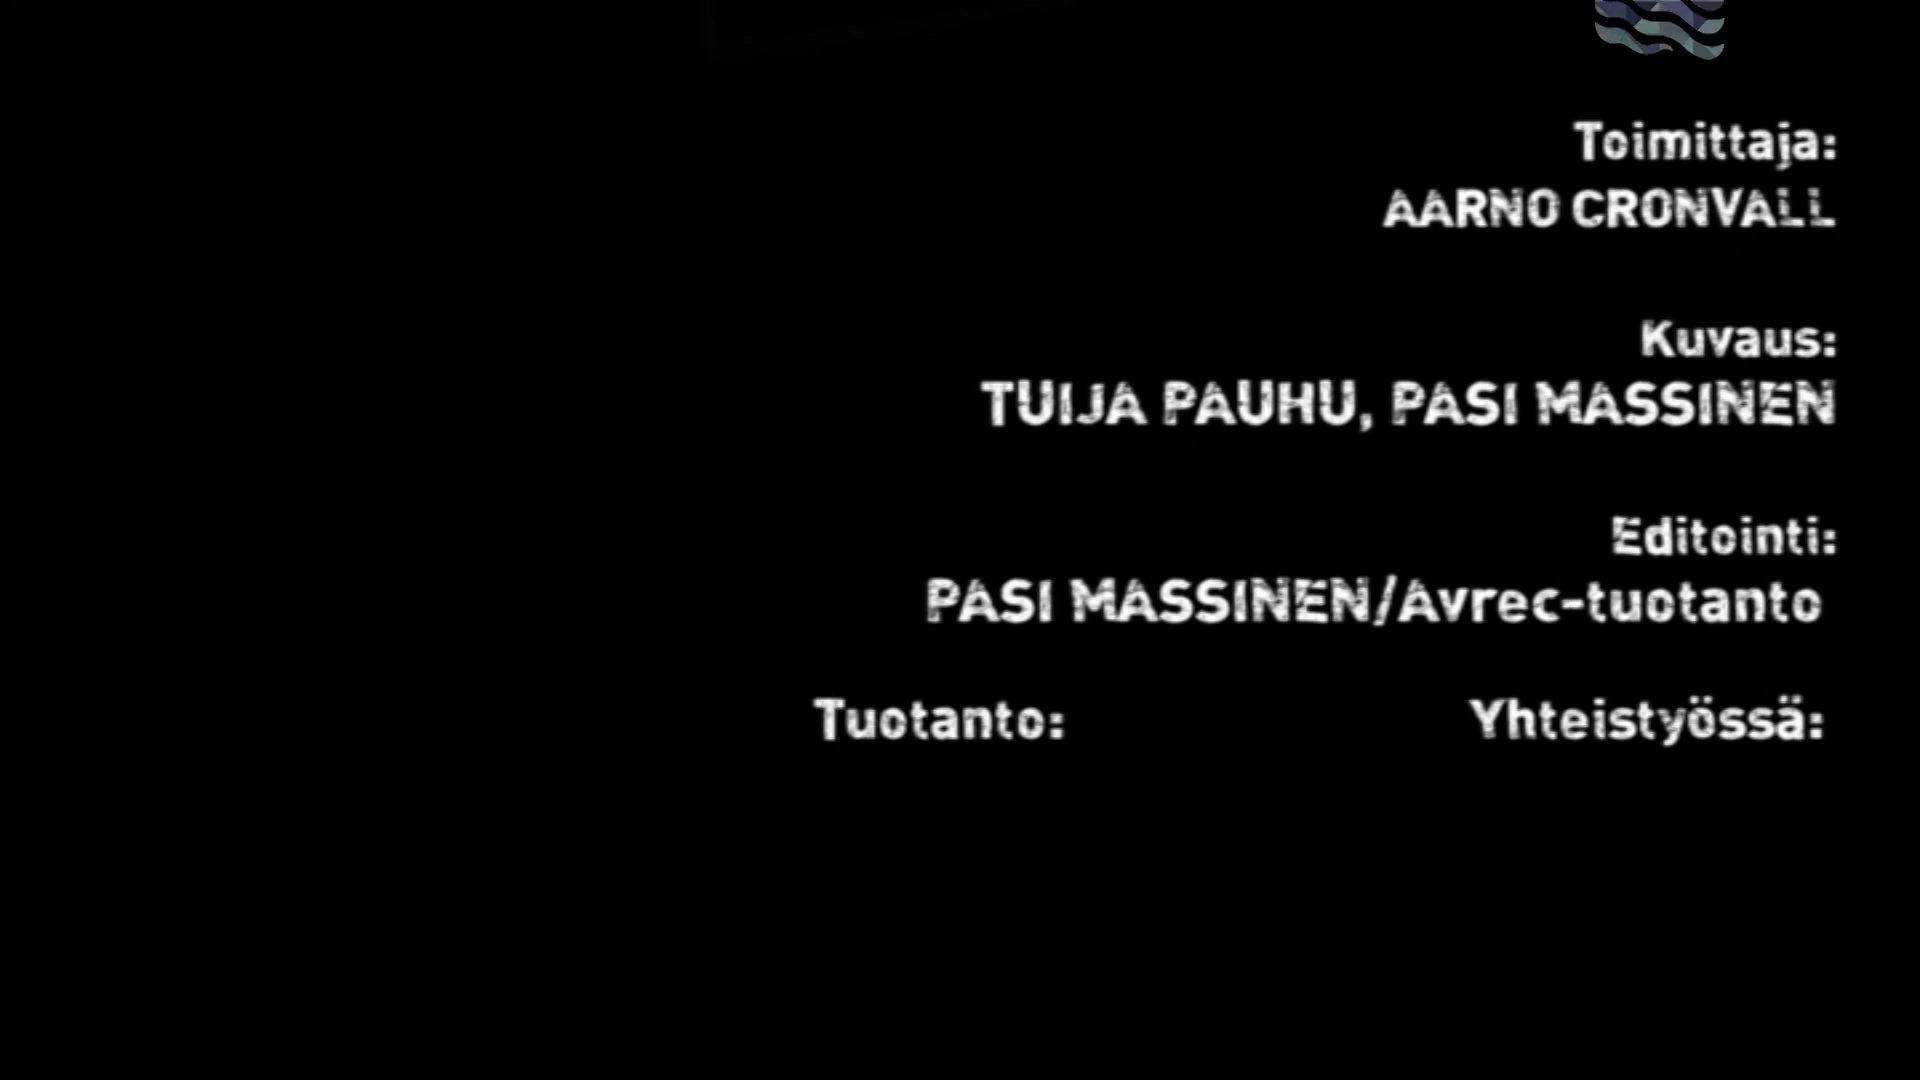 Toimittaja:
AARNO CRONVALL
Kuvaus:
TUIJA PAUHU, PASI MASSINEN
Editointi:
PASI MASSINEN/Avrec-tuotanto
Tuotanto: Yhteistyössä: